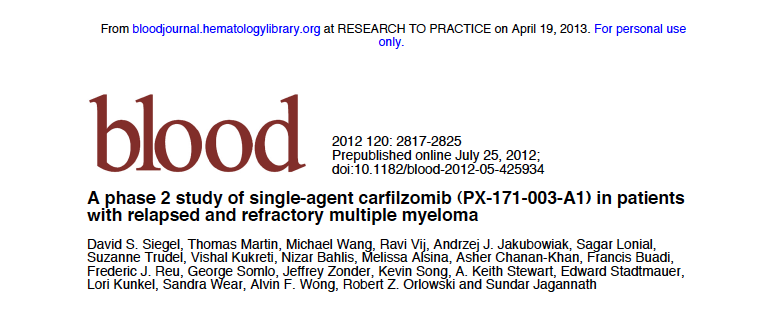 From bloodjournal.hematologylibrary.org at RESEARCH TO PRACTICE on April 19, 2013. For personal use
only.
blood
2012 120: 2817-2825
Prepublished online July 25, 2012;
doi:10.1182/blood-2012-05-425934
A phase 2 study of single-agent carfilzomib (PX-171-003-A1) in patients
with relapsed and refractory multiple myeloma
David S. Siegel, Thomas Martin, Michael Wang, Ravi Vij, Andrzej J. Jakubowiak, Sagar Lonial,
Suzanne Trudel, Vishal Kukreti, Nizar Bahlis, Melissa Alsina, Asher Chanan-Khan, Francis Buadi,
Frederic J. Reu, George Somlo, Jeffrey Zonder, Kevin Song, A. Keith Stewart, Edward Stadtmauer,
Lori Kunkel, Sandra Wear, Alvin F. Wong, Robert Z. Orlowski and Sundar Jagannath